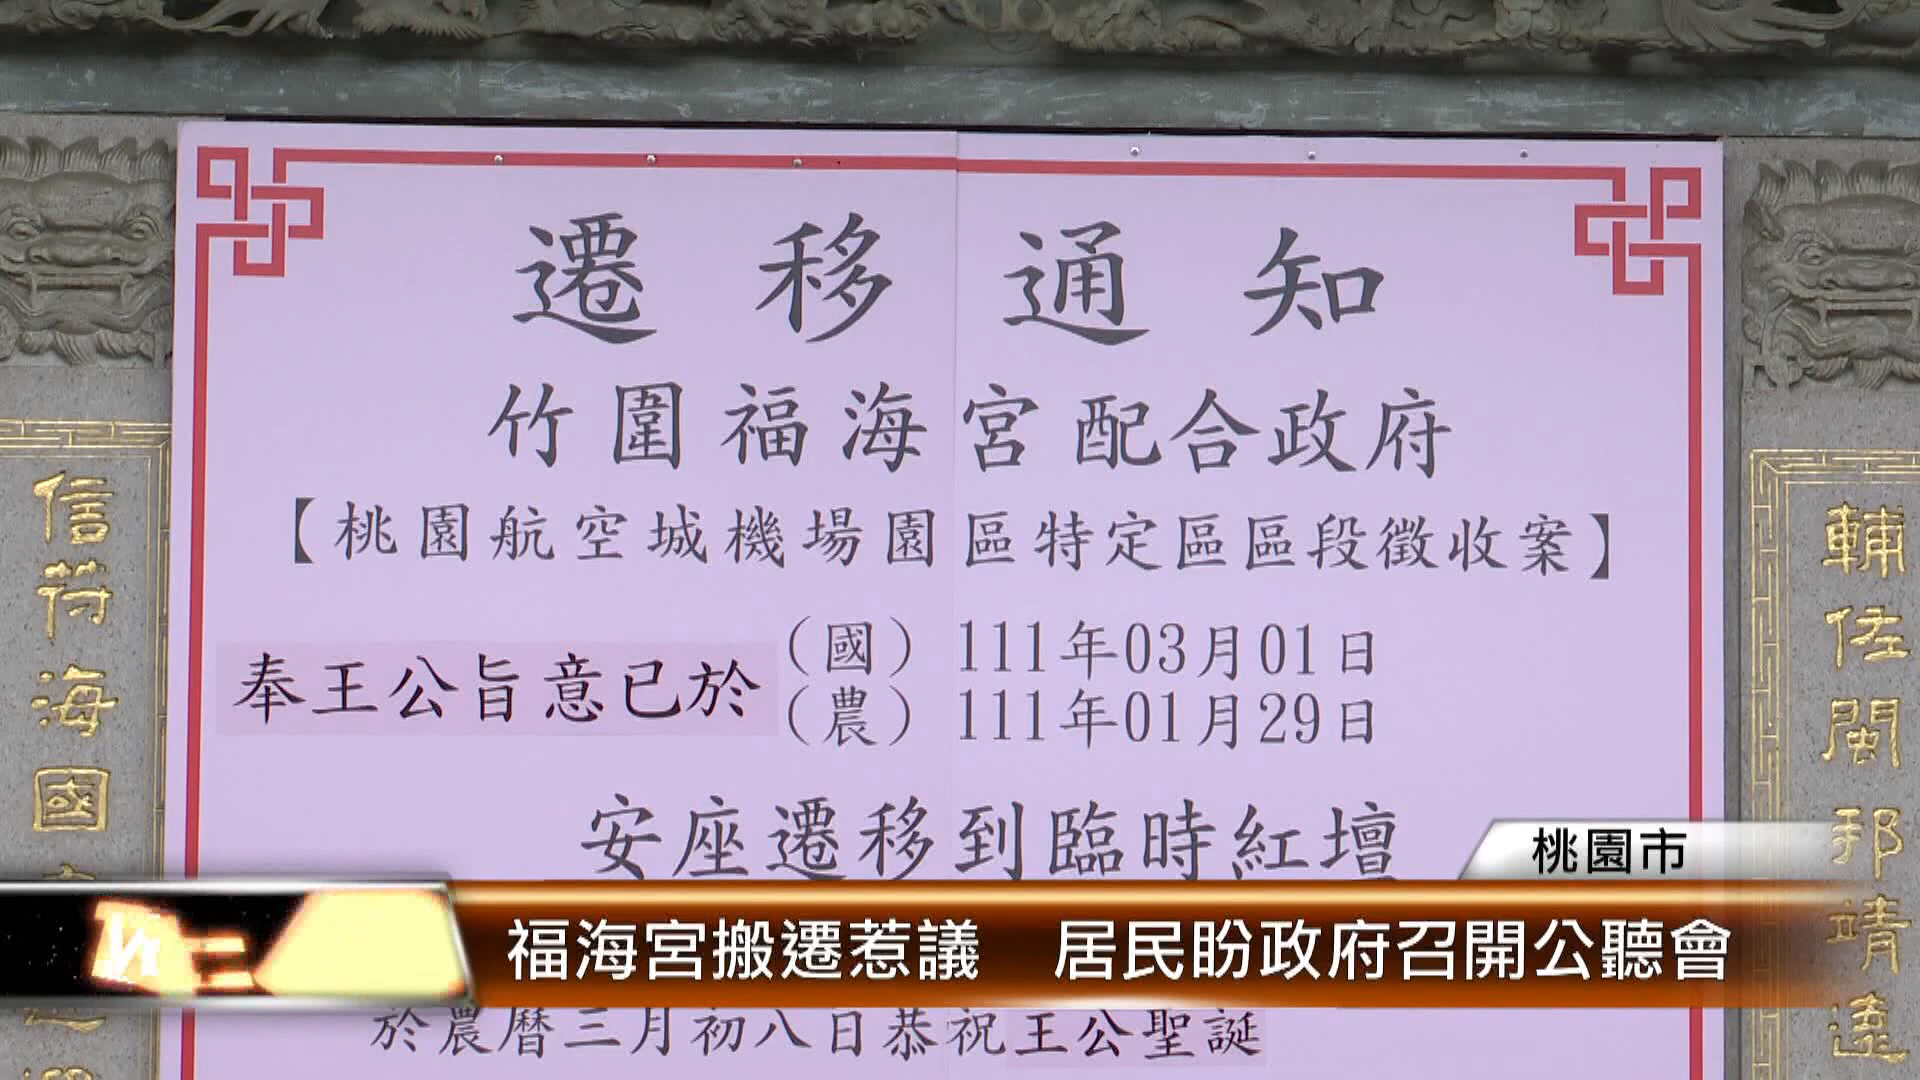 遷移通知
竹圍福海宮配合政府
【桃園航空城機場園區特定區區段徵收案】
奉王公旨意已於
（國）111年03月01日
（農）111年01月29日
安座遷移到臨時紅壇
於農曆三月初八日恭祝王公聖誕
信符海國
輔佐閩邦靖遠
桃園市
福海宮搬遷惹議　居民盼政府召開公聽會